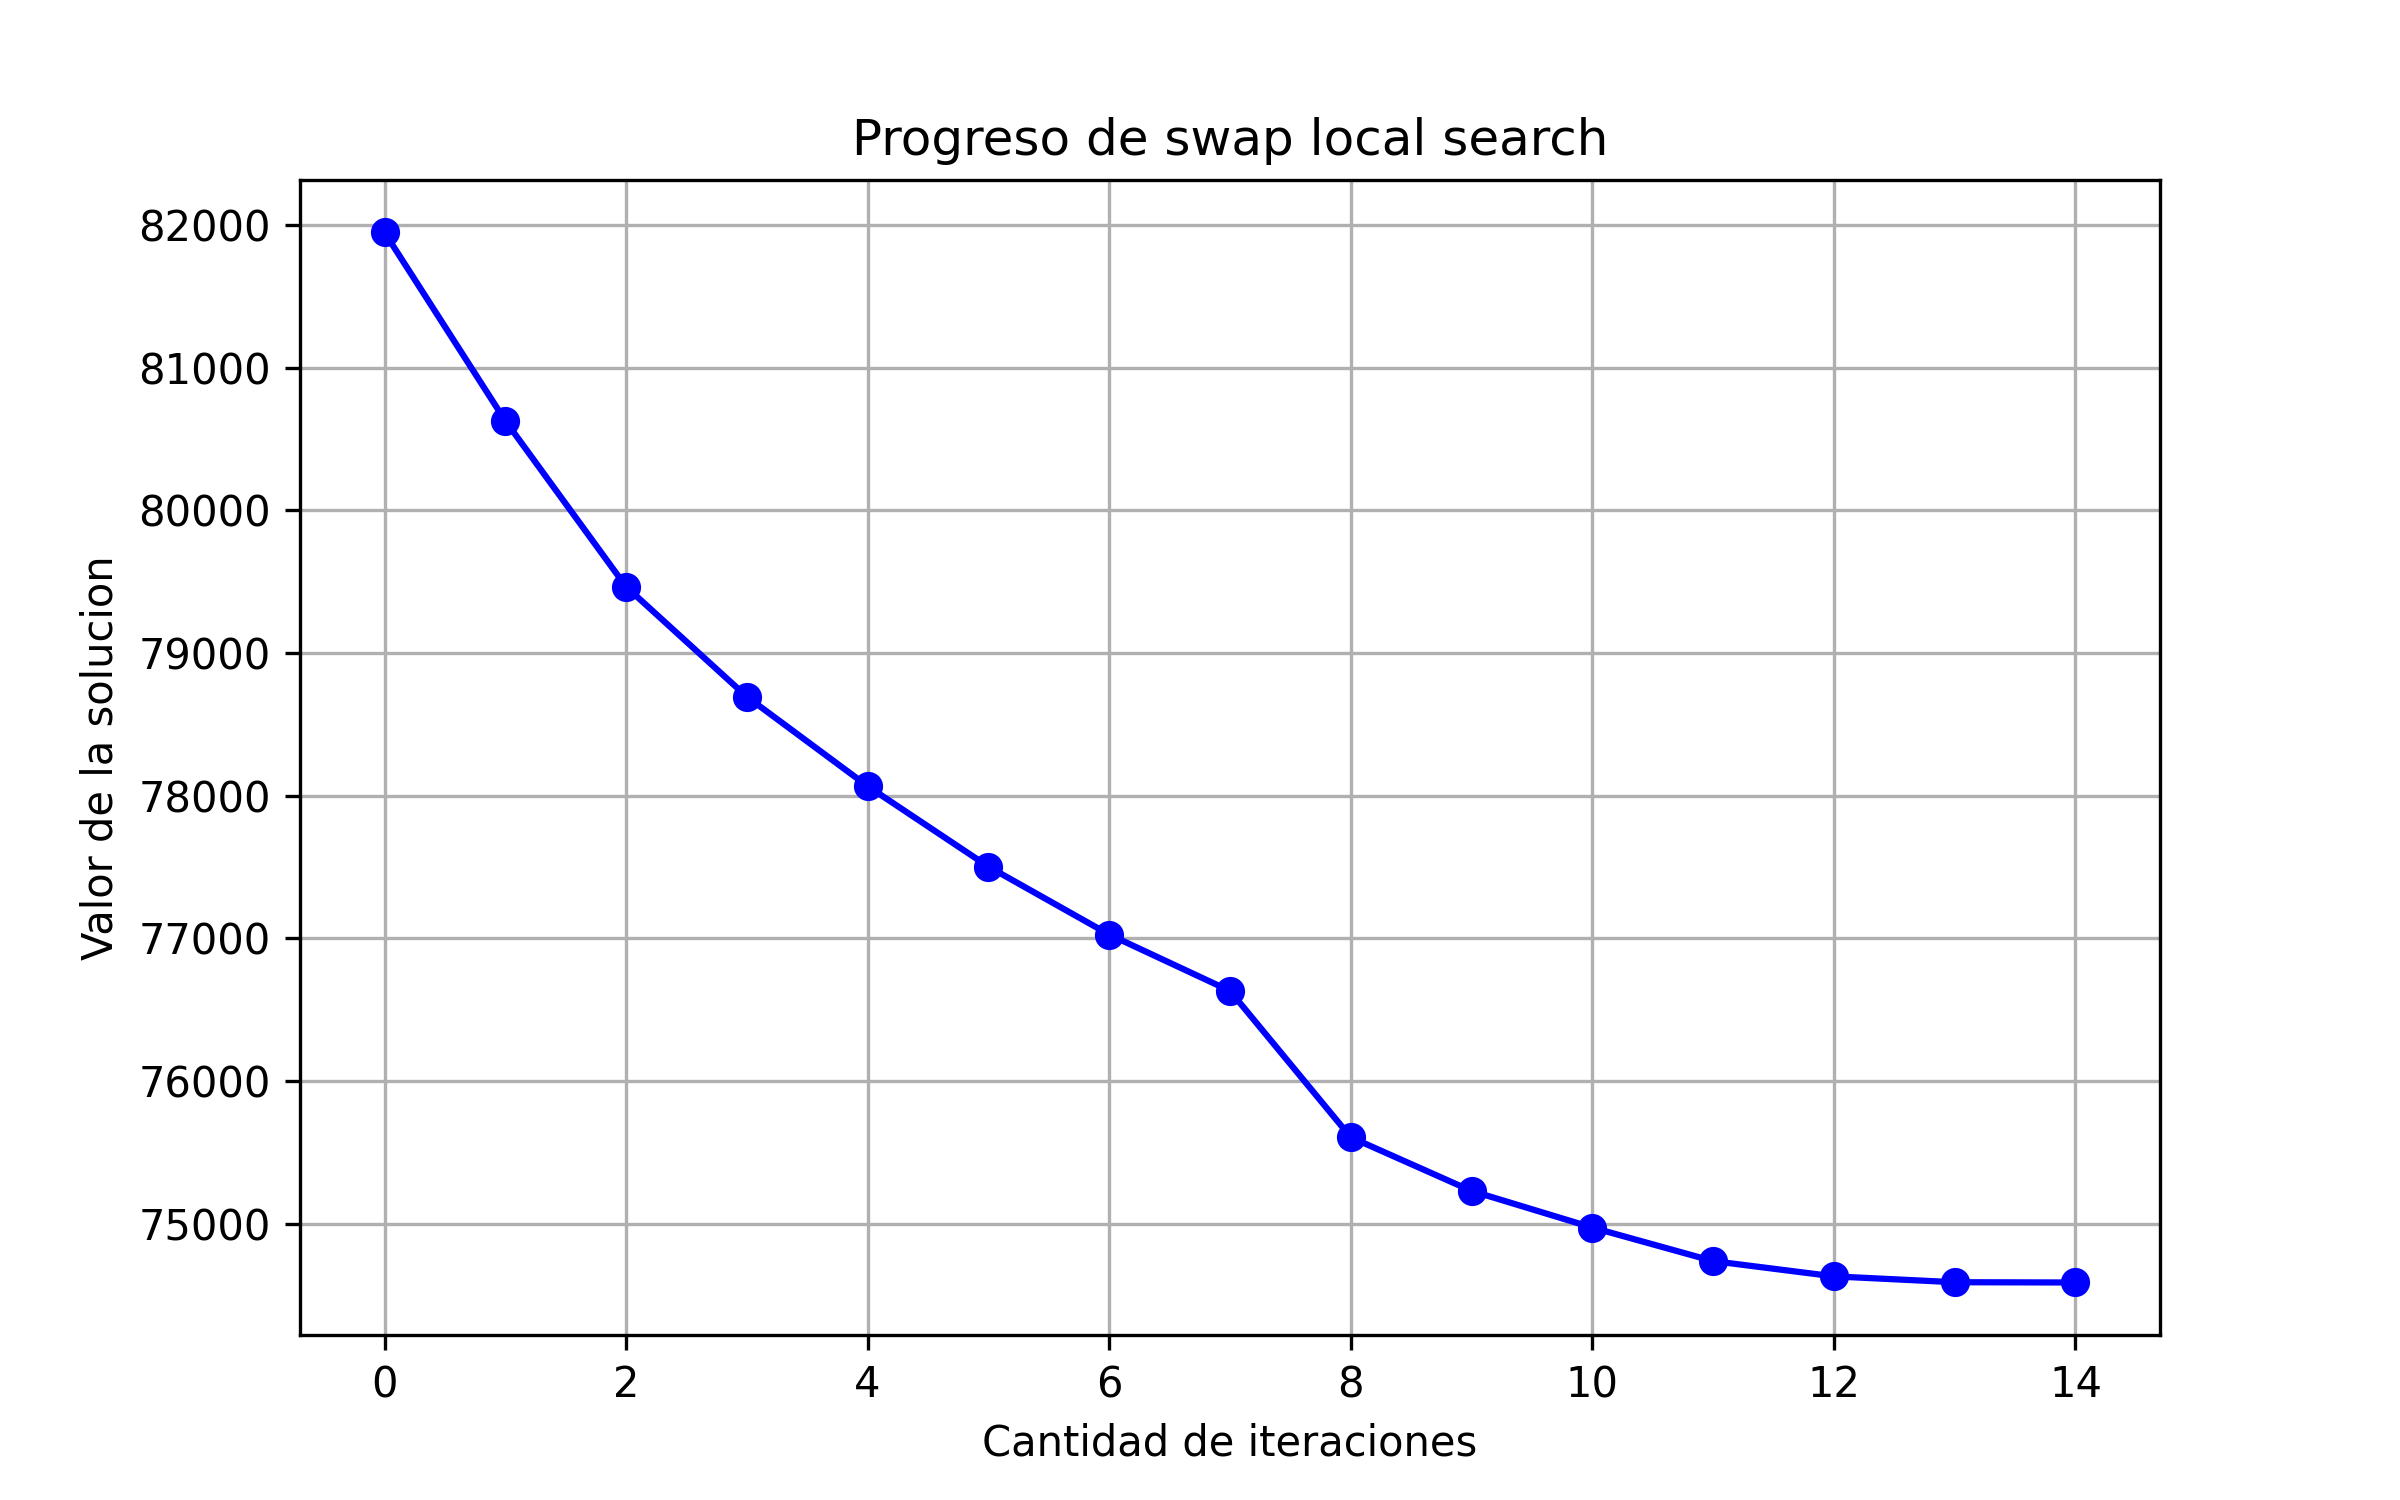 Progreso de swap local search
Valor de la solucion
82000
81000
80000
79000
78000
77000
76000
75000
0 2 4 6 8 10 12 14
Cantidad de iteraciones